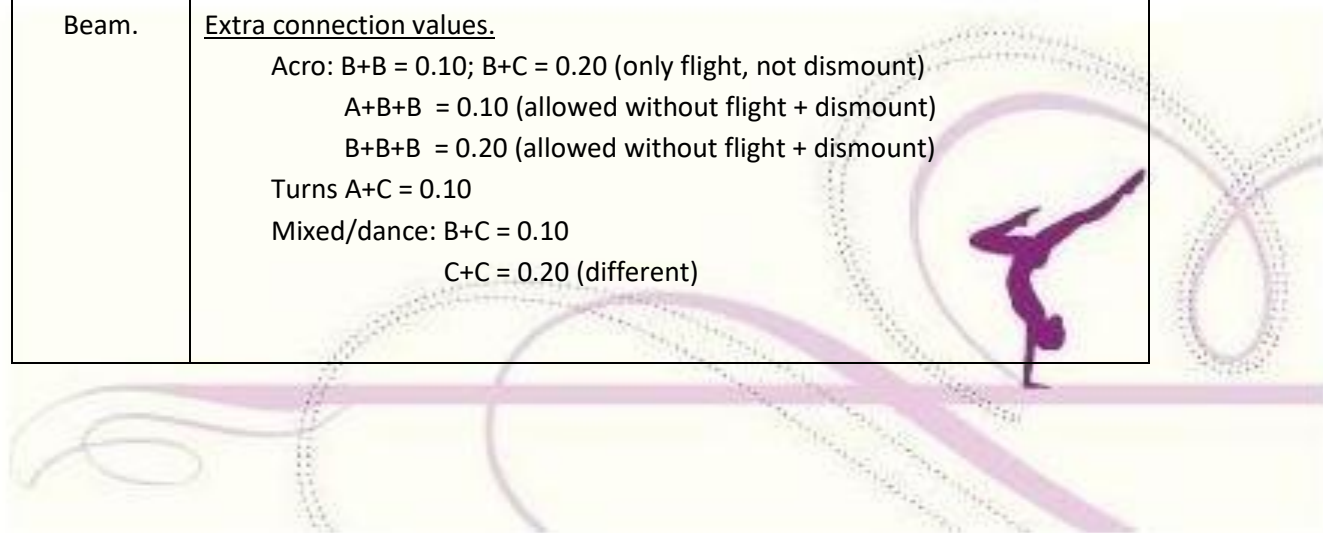 Beam. Extra connection values.
Acro: B+B = 0.10; B+C = 0.20 (only flight, not dismount)
A+B+B = 0.10 (allowed without flight + dismount)
B+B+B = 0.20 (allowed without flight + dismount)
Turns A+C = 0.10
Mixed/dance: B+C = 0.10
C+C = 0.20 (different)